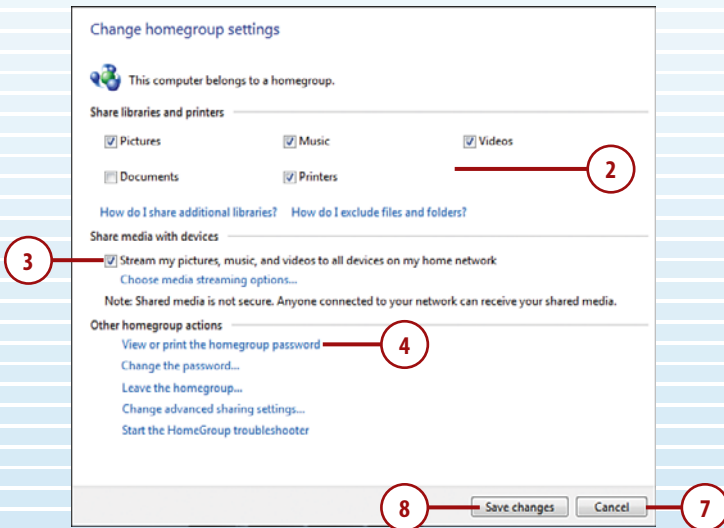 Change homegroup settings
This computer belongs to a homegroup.
Share libraries and printers
Pictures Music Videos
2
Documents Printers
How do I share additional libraries? How do I exclude files and folders?
Share media with devices
3
Stream my pictures, music, and videos to all devices on my home network
Choose media streaming options...
Note: Shared media is not secure. Anyone connected to your network can receive your shared media.
Other homegroup actions
View or print the homegroup password
4
Change the password...
Leave the homegroup...
Change advanced sharing settings...
Start the HomeGroup troubleshooter
8 Save changes Cancel 7